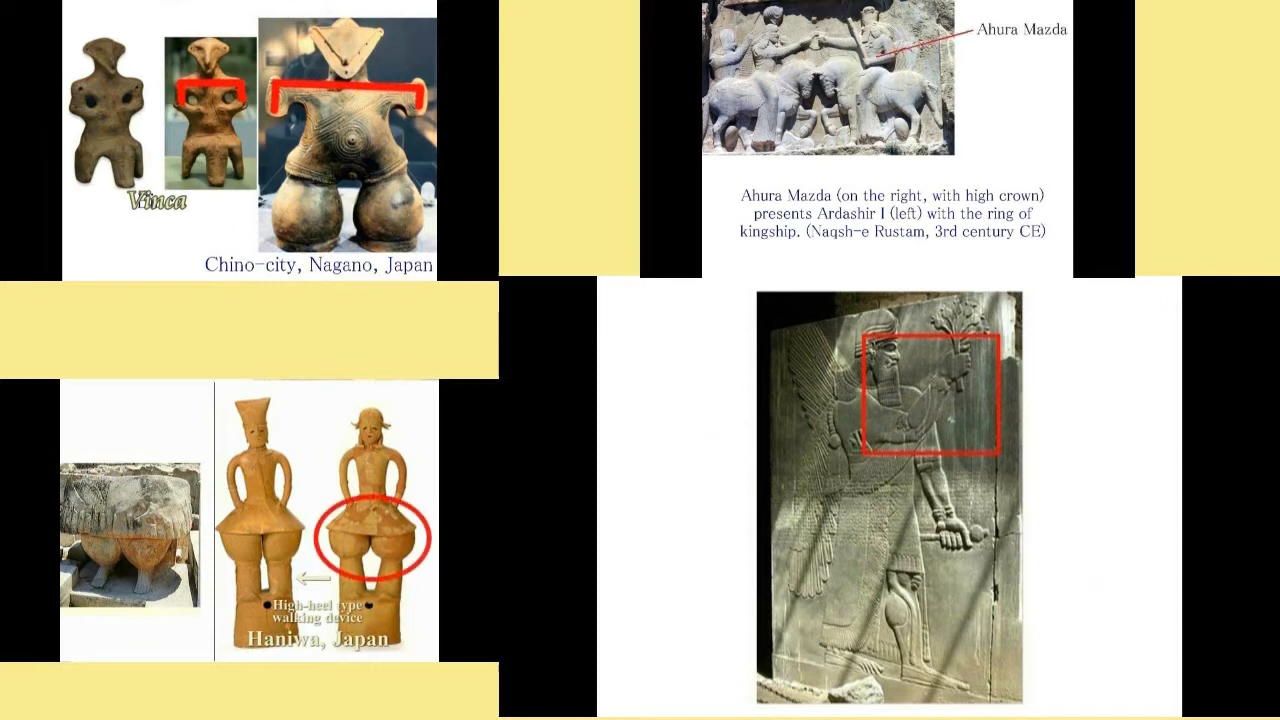 Vinca
Chino-city, Nagano, Japan
Ahura Mazda
Ahura Mazda (on the right, with high crown)
presents Ardashir I (left) with the ring of
kingship. (Naqsh-e Rustam, 3rd century CE)
High-heel type
walking device
Haniwa, Japan